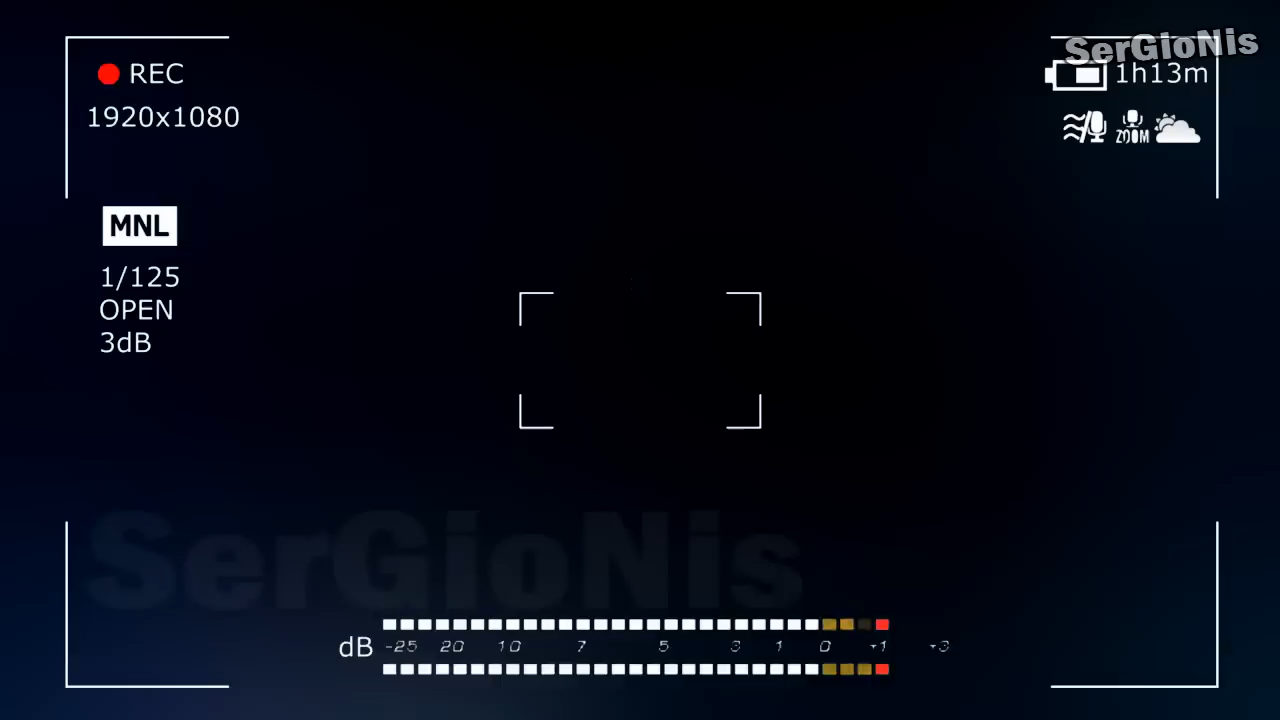 SerGioNis
REC
1h13m
1920x1080
ZOOM
MNL
1/125
OPEN
3dB
SerGioNis
dB -25 20 10 7 5 3 1 0 +1 +3